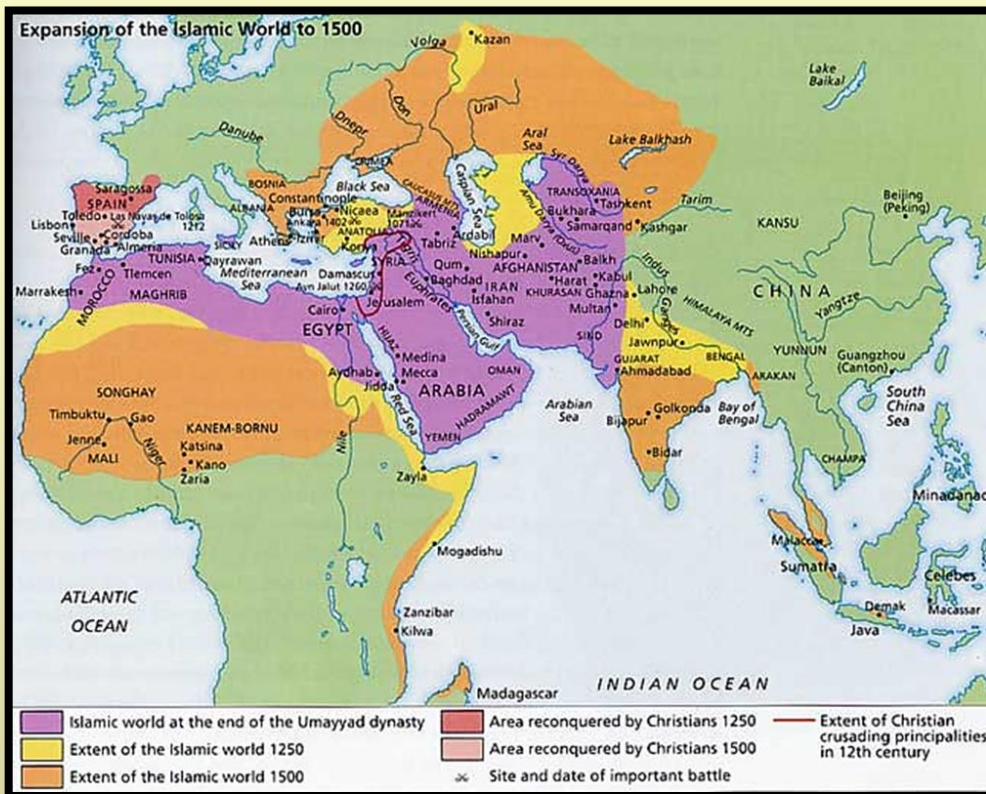 Expansion of the Islamic World to 1500
Volga
Kazan
Lake
Baikal
Don
Ural
Dnepr
Danube
Aral
Sea
Syr Darya
Lake Balkhash
CRIMEA
BOSNIA
Black Sea
CAUCASUS MTS
Caspian Sea
TRANSOXANIA
Saragossa
SPAIN
ALBANIA
Constantinople
Bursa
Nicaea
Ankara 1402
Manzikert
1071
ARMENIA
Amu Darya (Oxus)
Bukhara
Tashkent
Tarim
Beijing
(Peking)
KANSU
Toledo
Las Navas de Tolosa
1212
Lisbon
Cordoba
Seville
Granada
Almeria
SICILY
Athens
Izmir
ANATOLIA
Tabriz
Ardabil
Marv
Samarqand
Kashgar
Nishapur
Balkh
TUNISIA
Qayrawan
Fez
Tlemcen
Mediterranean
Sea
Damascus
SYRIA
Ayn Jalut 1260
Qum
Baghdad
AFGHANISTAN
Harat
Kabul
Indus
IRAN
KHURASAN
Ghazna
Lahore
CHINA
Marrakesh
MOROCCO
MAGHRIB
Jerusalem
Euphrates
Isfahan
Multan
HIMALAYA MTS
Yangtze
Cairo
EGYPT
Shiraz
Persian Gulf
Delhi
Ganges
SIND
Jawnpur
YUNNUN
HIJAZ
Medina
OMAN
GUJARAT
BENGAL
Guangzhou
(Canton)
Aydhab
Mecca
Jidda
ARABIA
Ahmadabad
ARAKAN
SONGHAY
Red Sea
HADRAMAWT
Arabian
Sea
Golkonda
Bay of
Bengal
South
China
Sea
Timbuktu
Gao
KANEM-BORNU
Nile
YEMEN
Bijapur
Jenne
MALI
Niger
Katsina
Kano
Zaria
Zayla
Bidar
CHAMPA
Minadanao
Mogadishu
Malacca
Sumatra
Celebes
ATLANTIC
OCEAN
Zanzibar
Kilwa
Demak
Macassar
Java
Madagascar
INDIAN OCEAN
Islamic world at the end of the Umayyad dynasty
Extent of the Islamic world 1250
Extent of the Islamic world 1500
Area reconquered by Christians 1250
Area reconquered by Christians 1500
Site and date of important battle
Extent of Christian
crusading principalities
in 12th century